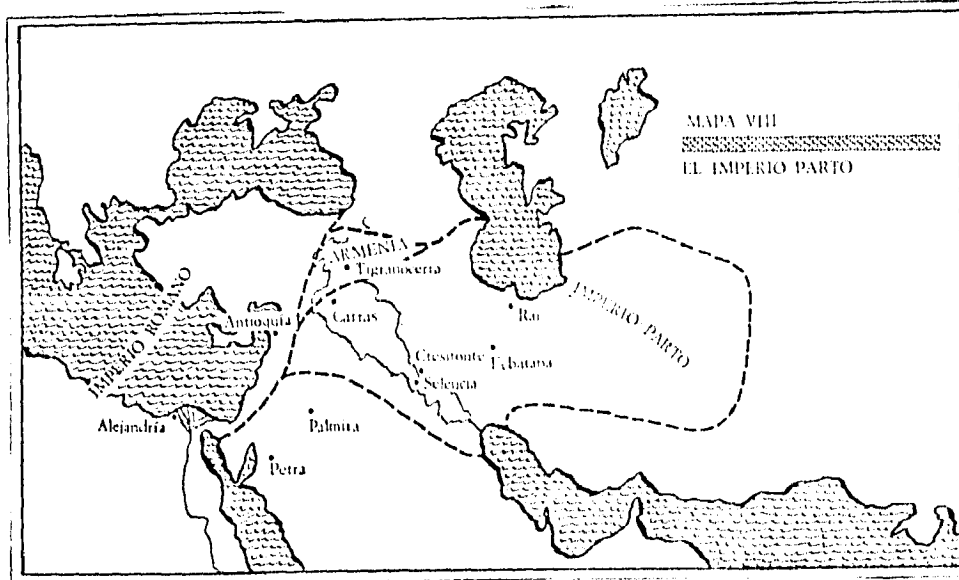 MAPA VIII
EL IMPERIO PARTO
ARMENIA
Tigranocerta
IMPERIO ROMANO
Antioquía
Carras
Rai
IMPERIO PARTO
Ctesifonte
Ecbatana
Seleucia
Alejandría
Palmira
Petra